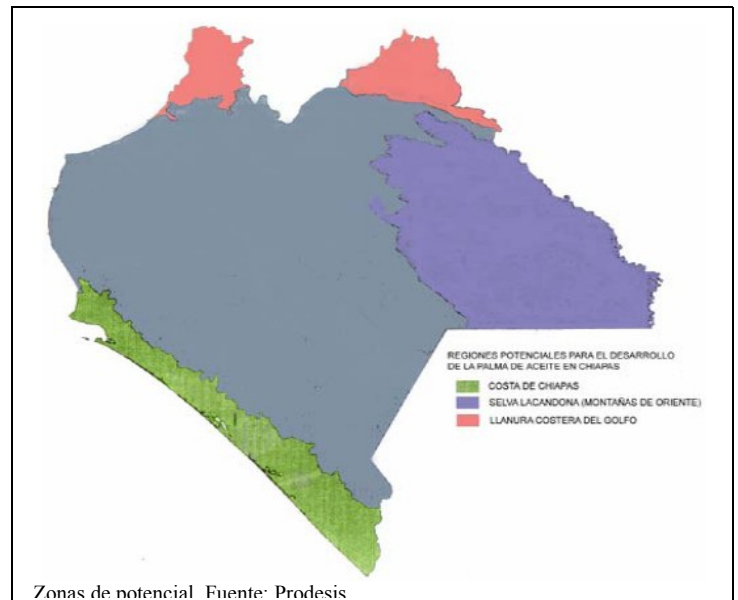 REGIONES POTENCIALES PARA EL DESARROLLO
DE LA PALMA DE ACEITE EN CHIAPAS
COSTA DE CHIAPAS
SELVA LACANDONA (MONTAÑAS DE ORIENTE)
LLANURA COSTERA DEL GOLFO
Zonas de potencial. Fuente: Prodesis